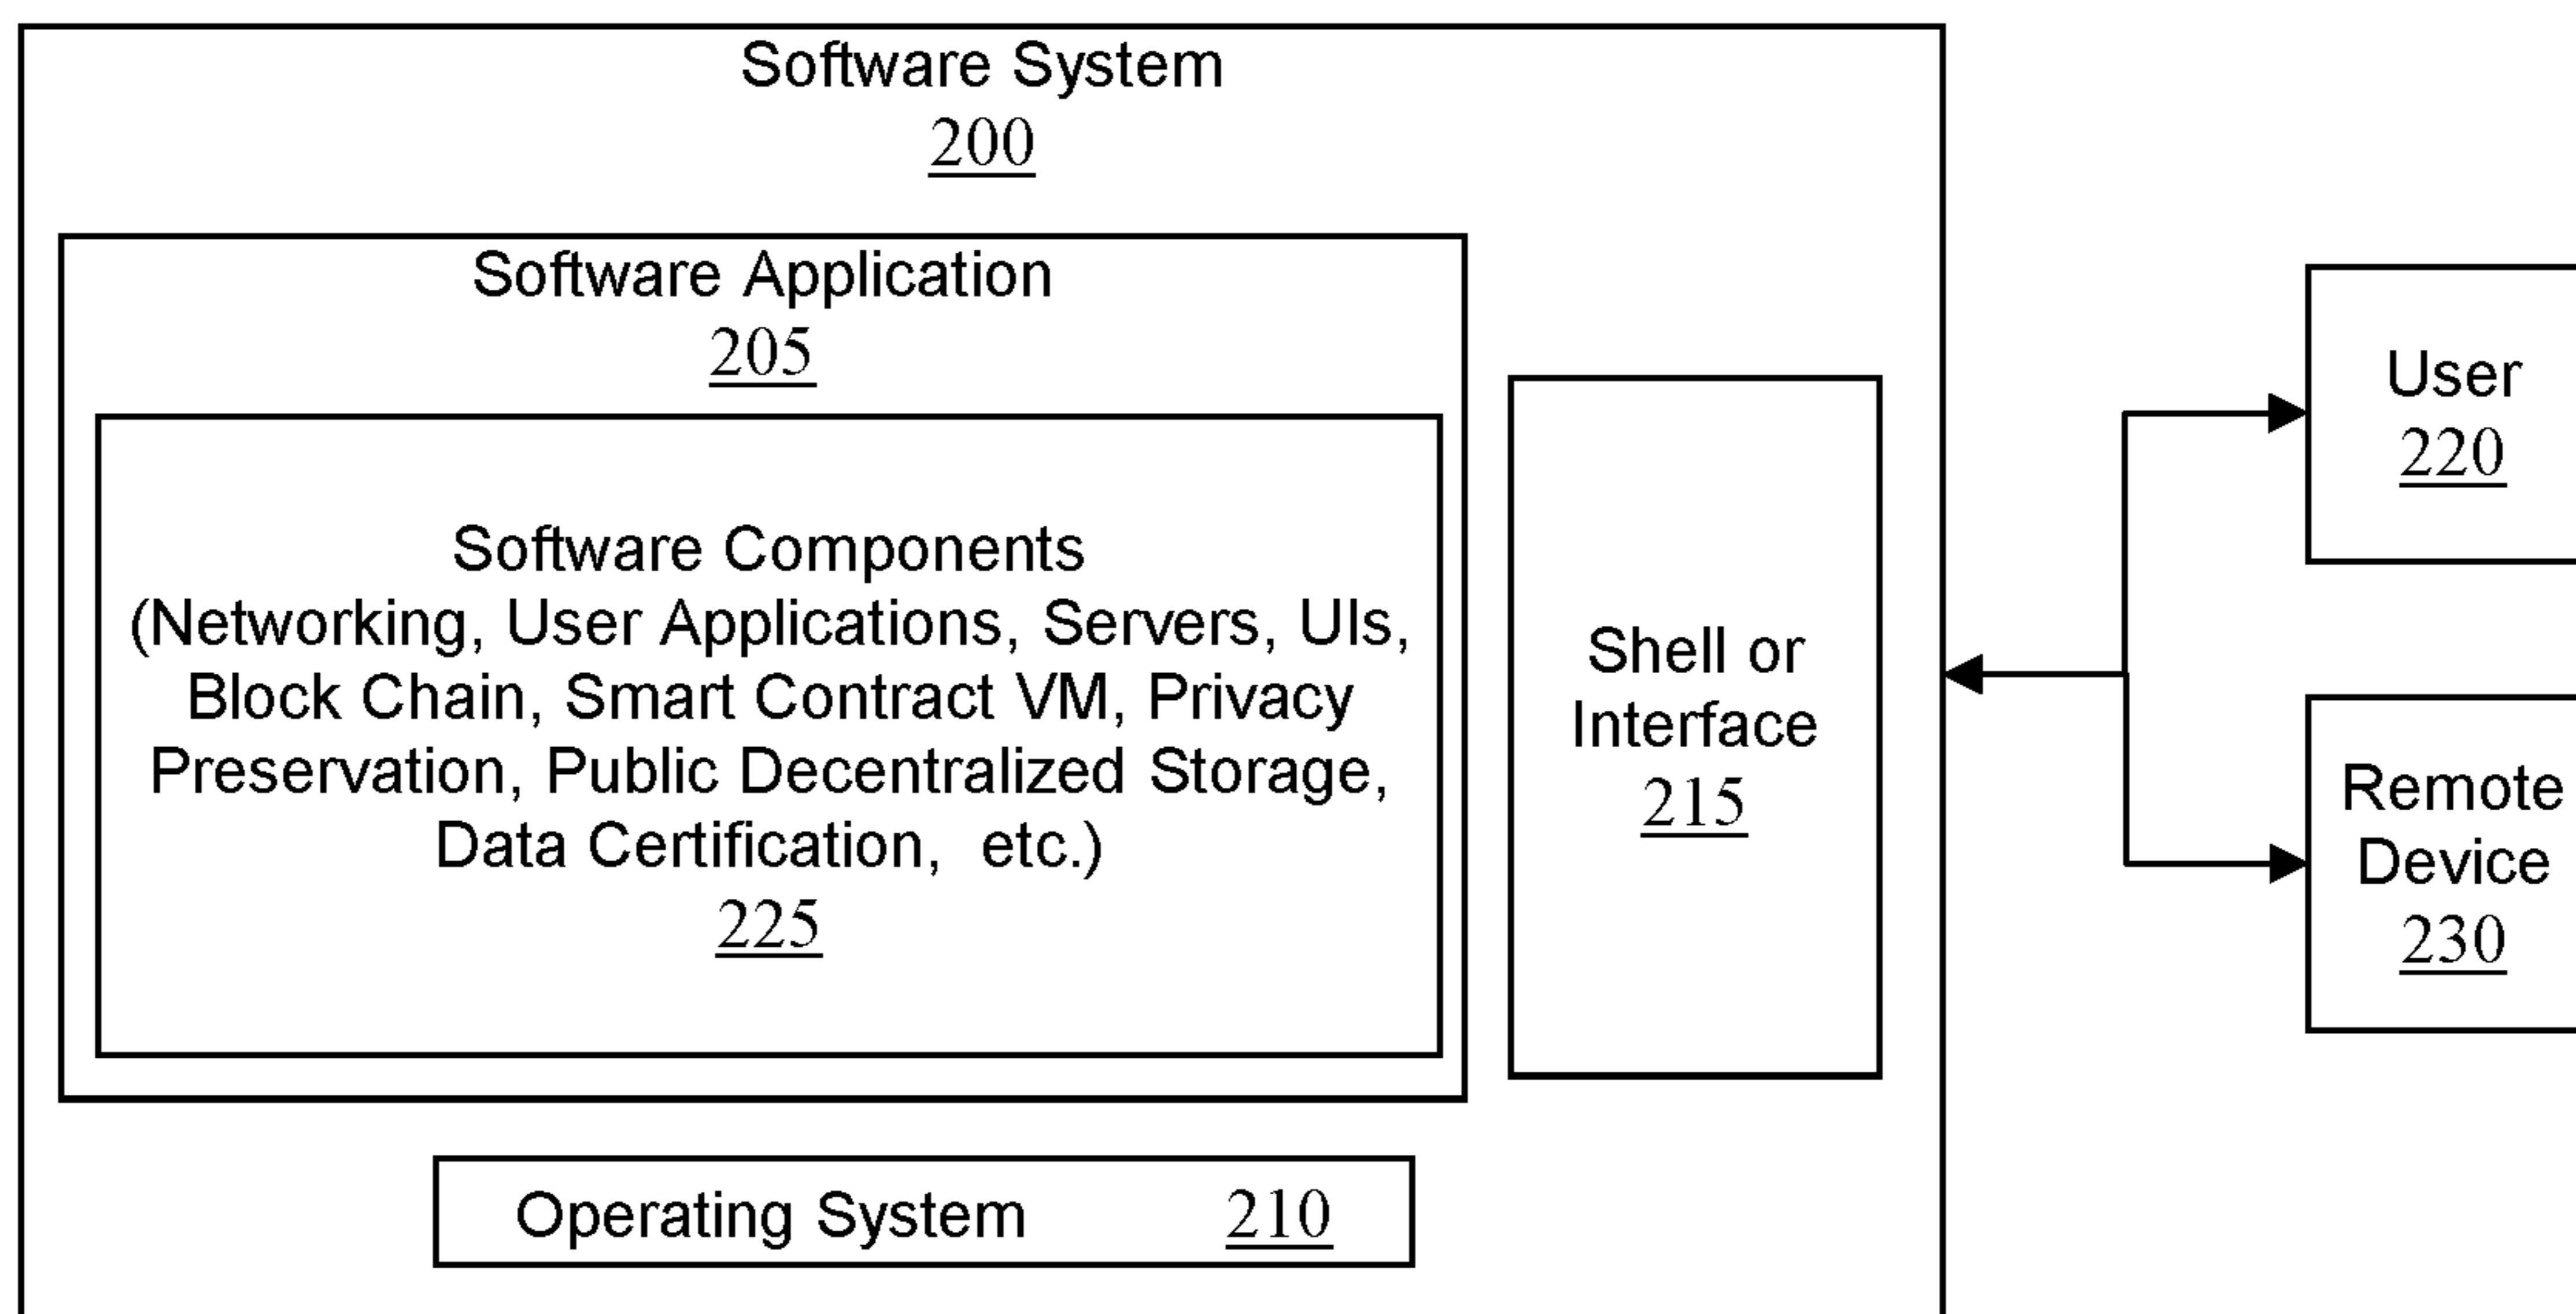 Software System
200
Software Application
205
Software Components
(Networking, User Applications, Servers, UIs,
Block Chain, Smart Contract VM, Privacy
Preservation, Public Decentralized Storage,
Data Certification,  etc.)
225
Shell or
Interface
215
Operating System 210
User
220
Remote
Device
230